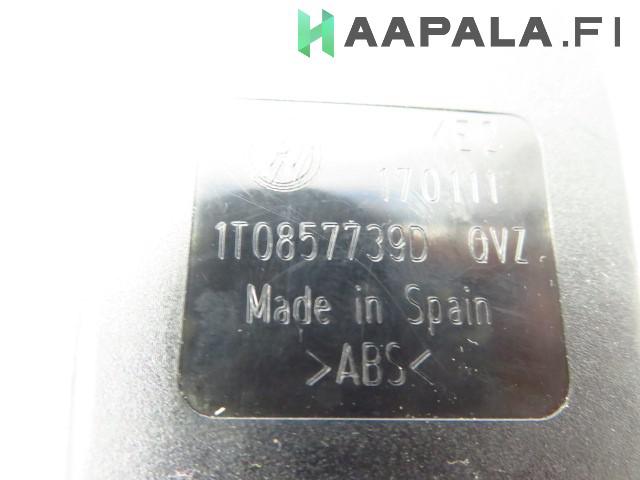 HAAPALA.FI
170111
1T0857739D QVZ
Made in Spain
>ABS<